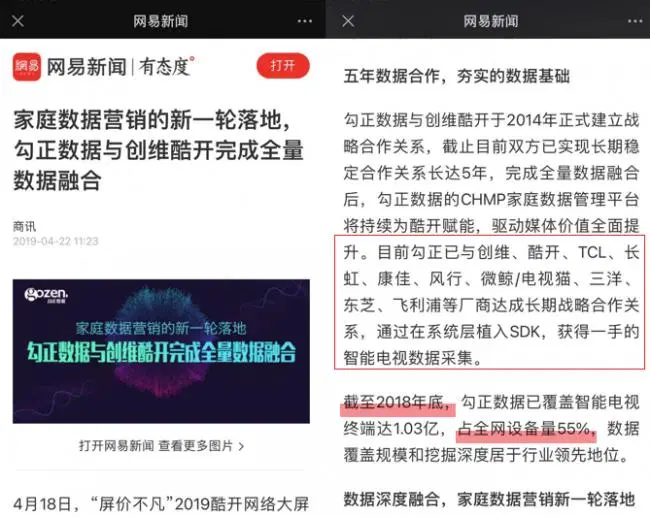 网易新闻
網易
NEWS
网易新闻 | 有态度°
打开
家庭数据营销的新一轮落地，
勾正数据与创维酷开完成全量
数据融合
商讯
2019-04-22 11:23
gozen.
勾正数据
家庭数据营销的新一轮落地
勾正数据与创维酷开完成全量数据融合
打开网易新闻 查看更多图片 >
4月18日，“屏价不凡”2019酷开网络大屏
网易新闻
五年数据合作，夯实的数据基础
勾正数据与创维酷开于2014年正式建立战
略合作关系，截止目前双方已实现长期稳
定合作关系长达5年，完成全量数据融合
后，勾正数据的CHMP家庭数据管理平台
将持续为酷开赋能，驱动媒体价值全面提
升。目前勾正已与创维、酷开、TCL、长
虹、康佳、风行、微鲸/电视猫、三洋、
东芝、飞利浦等厂商达成长期战略合作关
系，通过在系统层植入SDK，获得一手的
智能电视数据采集。
截至2018年底，勾正数据已覆盖智能电视
终端达1.03亿，占全网设备量55%，数据
覆盖规模和挖掘深度居于行业领先地位。
数据深度融合，家庭数据营销新一轮落地